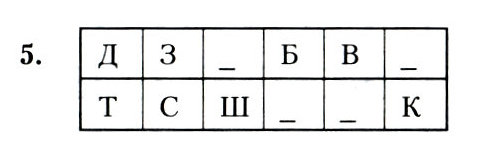 5.
Д З _ Б В _
Т С Ш _ _ К